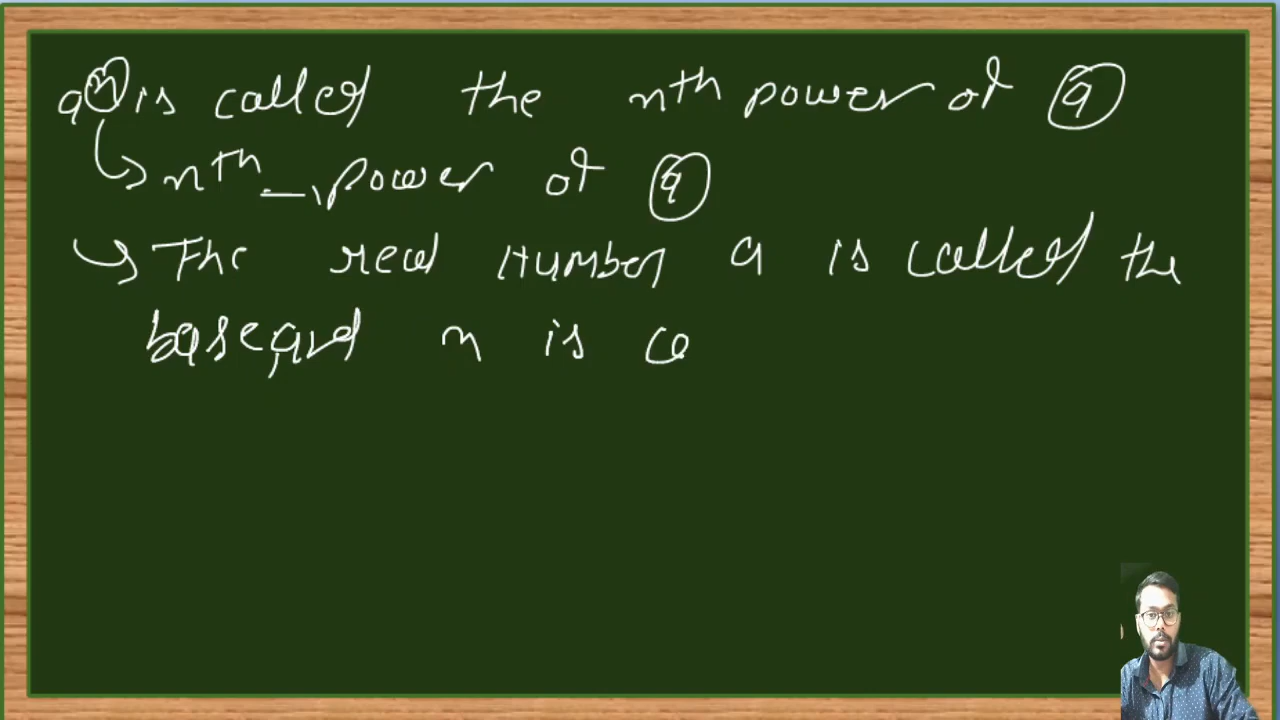 aⁿ is called the nth power of a
↳ nth power of a
↳ The real number a is called the
base, and n is ca